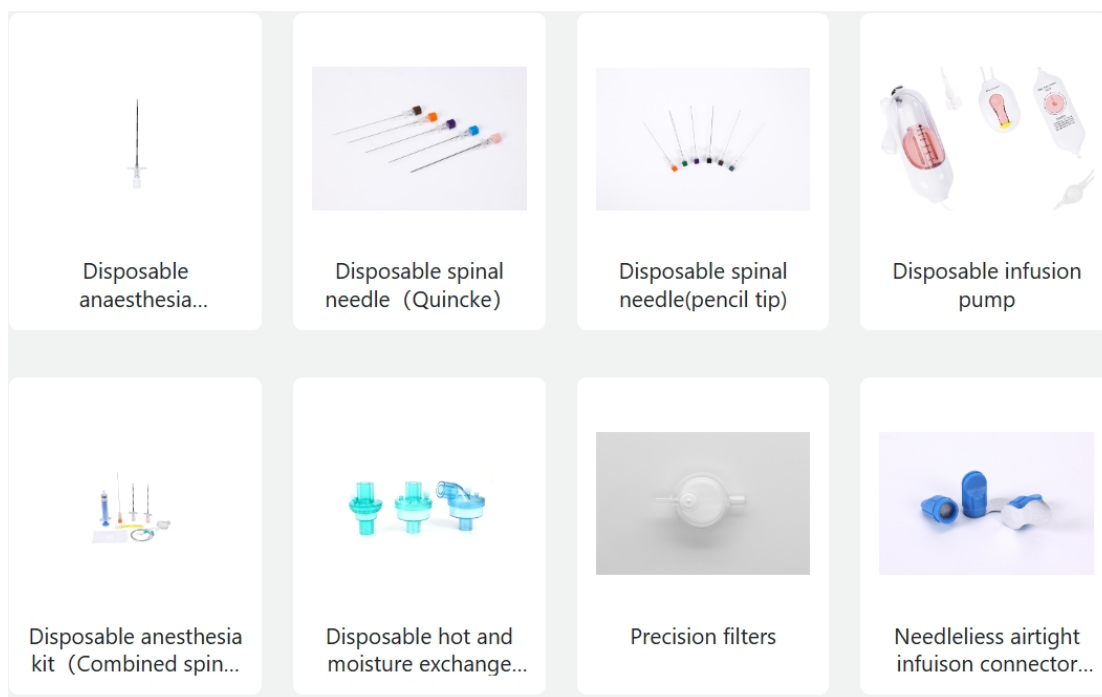 Disposable
anaesthesia...
Disposable spinal
needle（Quincke）
Disposable spinal
needle(pencil tip)
Disposable infusion
pump
Disposable anesthesia
kit（Combined spin...
Disposable hot and
moisture exchange...
Precision filters
Needleliess airtight
infuison connector...